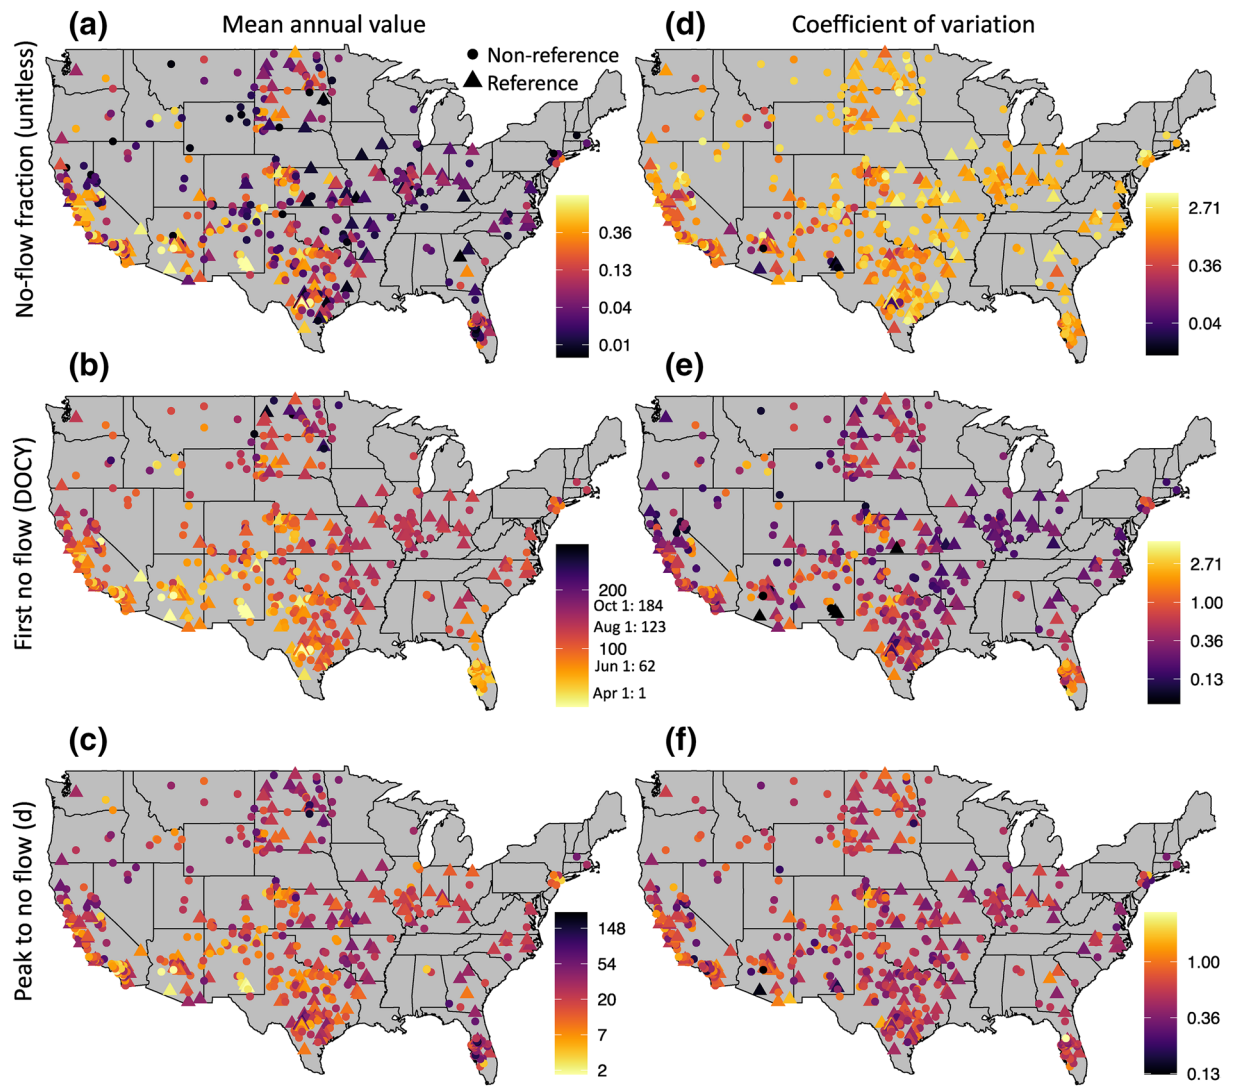 (a) Mean annual value
(d) Coefficient of variation
Non-reference
Reference
No-flow fraction (unitless)
0.36
0.13
0.04
0.01
2.71
0.36
0.04
(b)
(e)
First no flow (DOCY)
200
Oct 1: 184
Aug 1: 123
100
Jun 1: 62
Apr 1: 1
2.71
1.00
0.36
0.13
(c)
(f)
Peak to no flow (d)
148
54
20
7
2
1.00
0.36
0.13